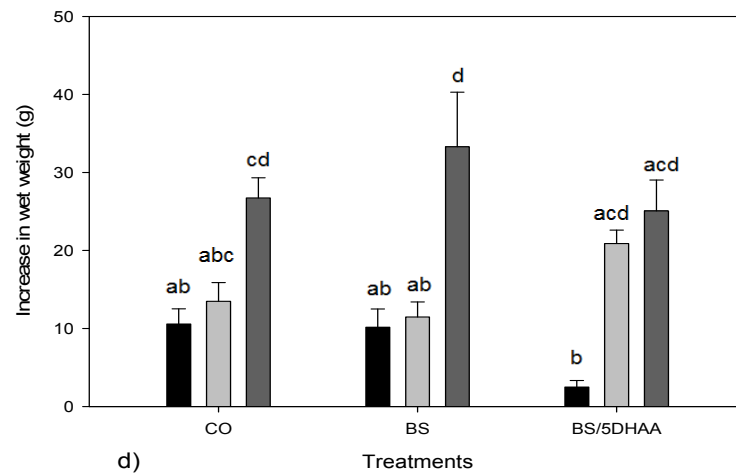 50
d
40
cd
acd
30
acd
abc
20
ab
ab
ab
10
b
0
Increase in wet weight (g)
CO
BS
BS/5DHAA
d)
Treatments